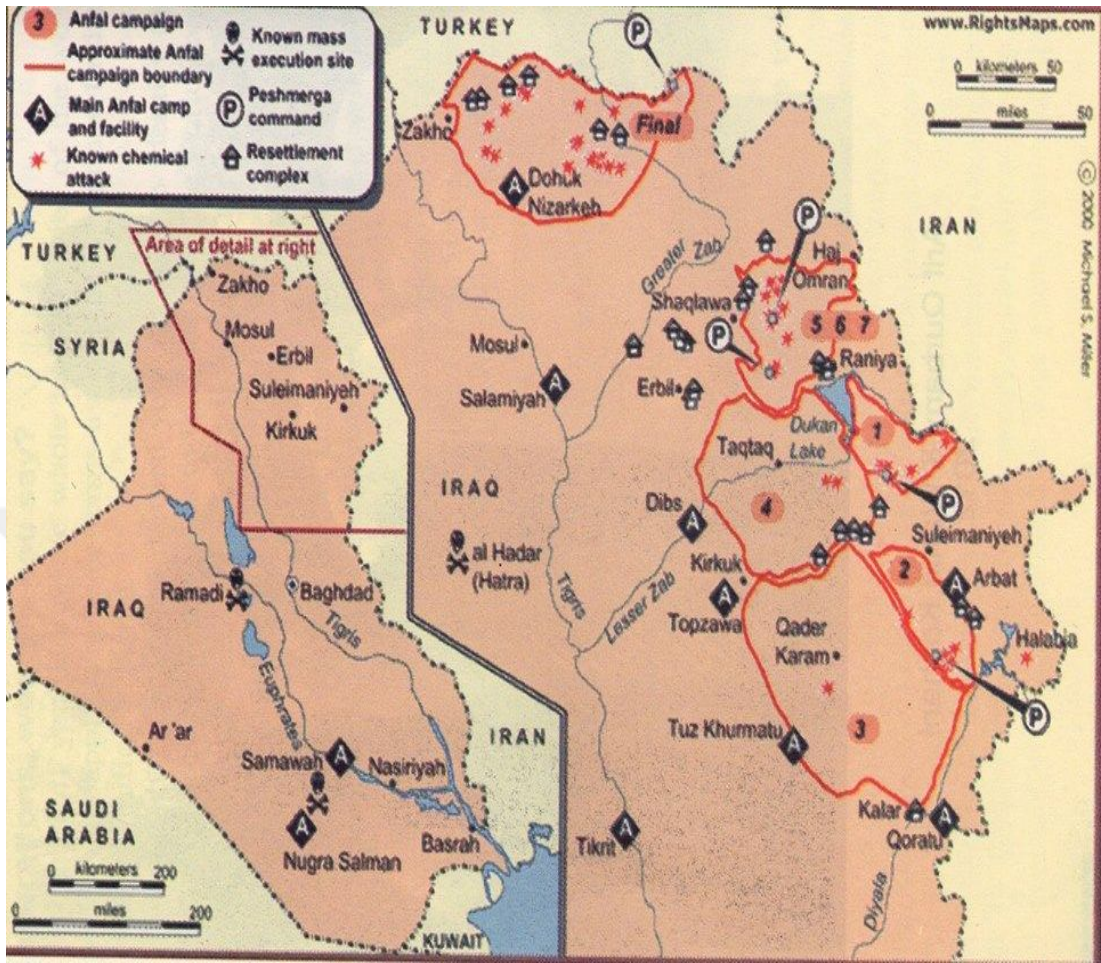 3 Anfal campaign
Approximate Anfal
campaign boundary
Main Anfal camp
and facility
Known chemical
attack
Known mass
execution site
P Peshmerga
command
Resettlement
complex
A
TURKEY
P
www.RightsMaps.com
0 kilometers 50
0 miles 50
© 2000 Michael S. Miller
Zakho
Final
A Dohuk
Nizarkeh
IRAN
Greater Zab
P
Haj
Omran
Shaqlawa
5 6 7
P
Raniya
Mosul
Salamiyah A
Erbil
Dukan
Lake
1
Taqtaq
P
IRAQ
Dibs A
4
Suleimaniyeh
al Hadar
(Hatra)
Tigris
Lesser Zab
Kirkuk
2
A Arbat
Topzawa A
Qader
Karam
Halabja
P
3
Tuz Khurmatu A
Kalar
Qoratu A
Tikrit A
Diyala
TURKEY
Area of detail at right
Zakho
SYRIA
Mosul
Erbil
Suleimaniyeh
Kirkuk
Ramadi
Baghdad
IRAQ
Tigris
Euphrates
IRAN
Ar'ar
Samawah A
Nasiriyah
SAUDI
ARABIA
A
Nugra Salman
Basrah
0 kilometers 200
0 miles 200
KUWAIT